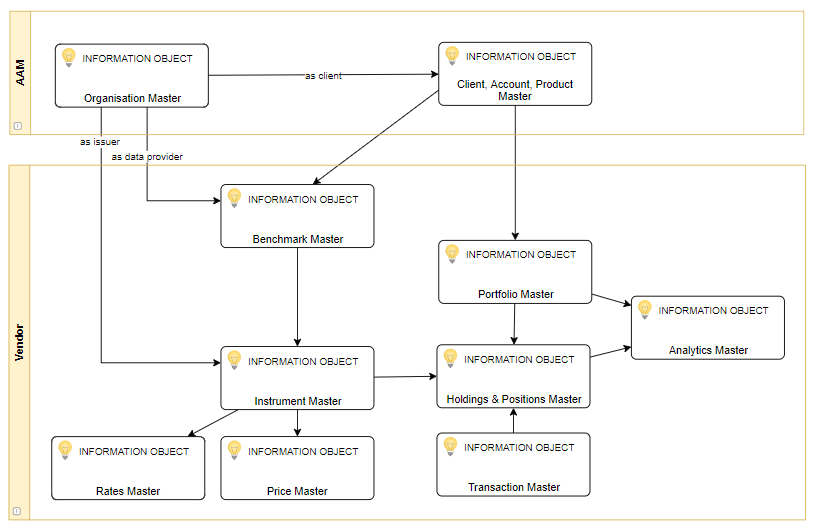 AAM
INFORMATION OBJECT
Organisation Master
as client
INFORMATION OBJECT
Client, Account, Product
Master
as issuer
as data provider
Vendor
INFORMATION OBJECT
Benchmark Master
INFORMATION OBJECT
Portfolio Master
INFORMATION OBJECT
Analytics Master
INFORMATION OBJECT
Instrument Master
INFORMATION OBJECT
Holdings & Positions Master
INFORMATION OBJECT
Rates Master
INFORMATION OBJECT
Price Master
INFORMATION OBJECT
Transaction Master